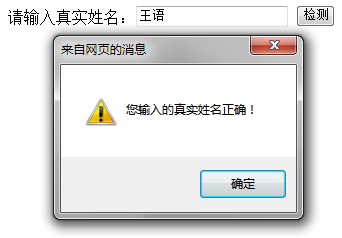 请输入真实姓名：王语 检测
来自网页的消息
您输入的真实姓名正确！
确定